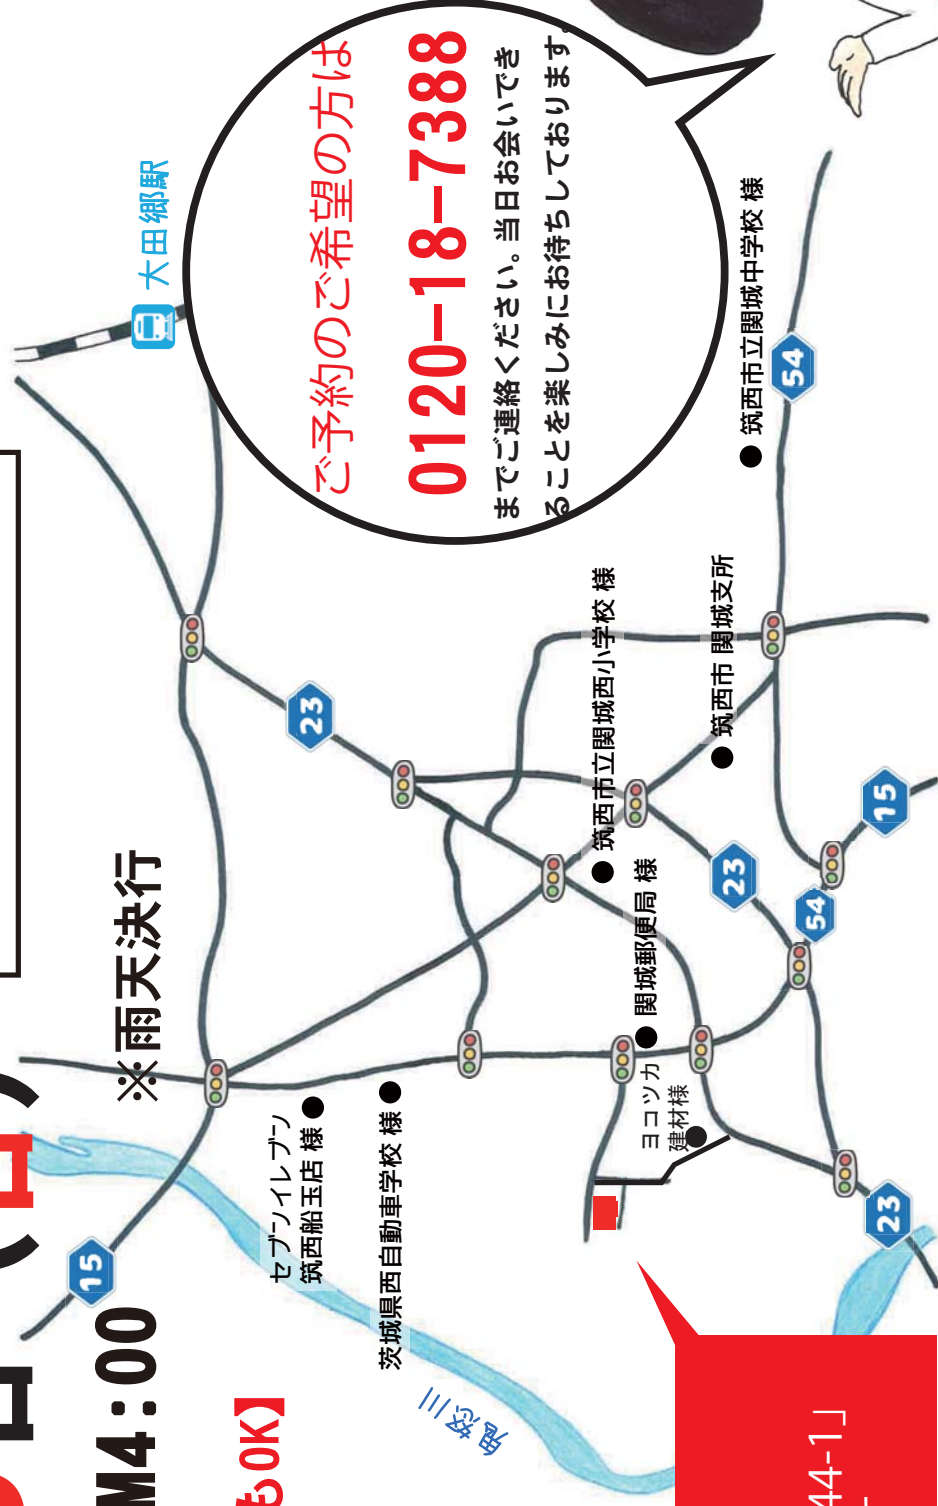 M4:00
※雨天決行
もOK】
大田郷駅
ご予約のご希望の方は
0120-18-7388
までご連絡ください。当日お会いでき
ることを楽しみにお待ちしております。
15
23
セブンイレブン
筑西船玉店 様
茨城県西自動車学校 様
鬼怒川
筑西市立関城西小学校 様
関城郵便局 様
ヨコツカ
建材様
筑西市 関城支所
筑西市立関城中学校 様
54
23
54
15
23
44-1」